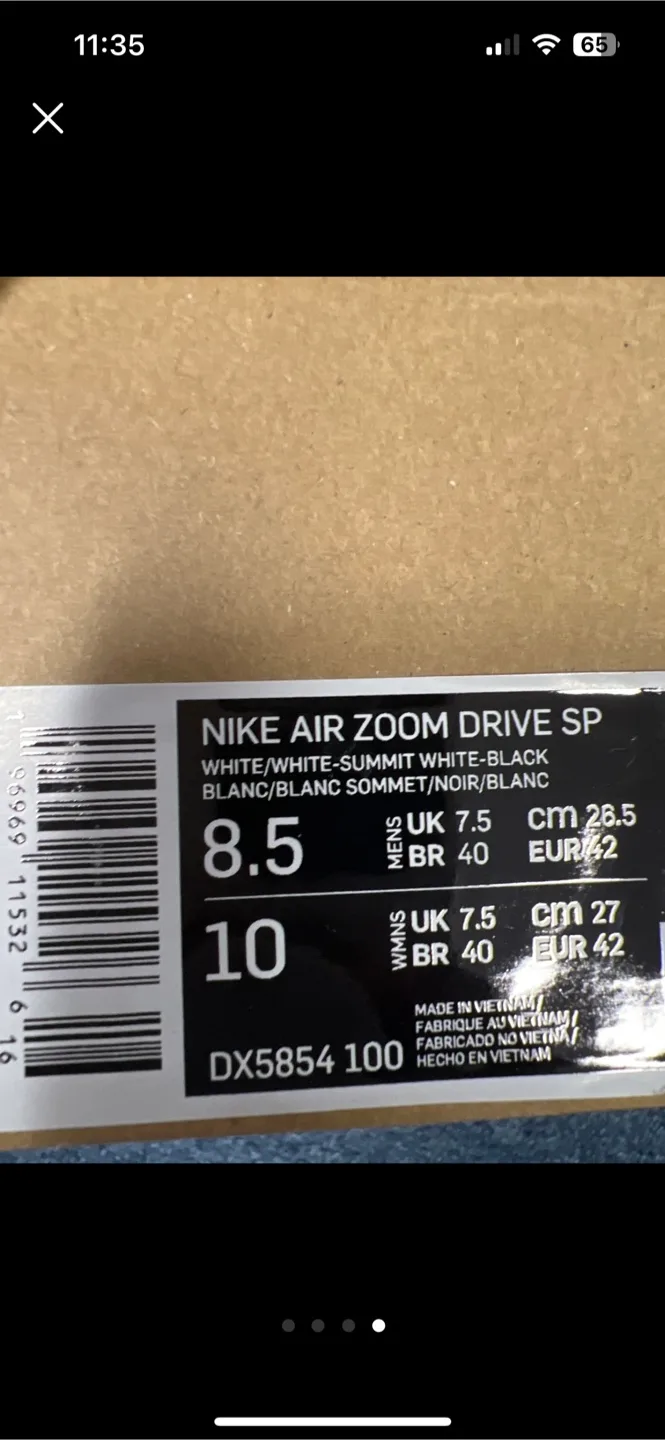 11:35
65
NIKE AIR ZOOM DRIVE SP
WHITE/WHITE-SUMMIT WHITE-BLACK
BLANC/BLANC SOMMET/NOIR/BLANC
8.5
MENS
UK 7.5 cm 26.5
BR 40 EUR 42
10
WMNS
UK 7.5 cm 27
BR 40 EUR 42
MADE IN VIETNAM/
FABRIQUE AU VIETNAM/
FABRICADO NO VIETNÃ/
HECHO EN VIETNAM
DX5854 100
1 96969 11532 6 16